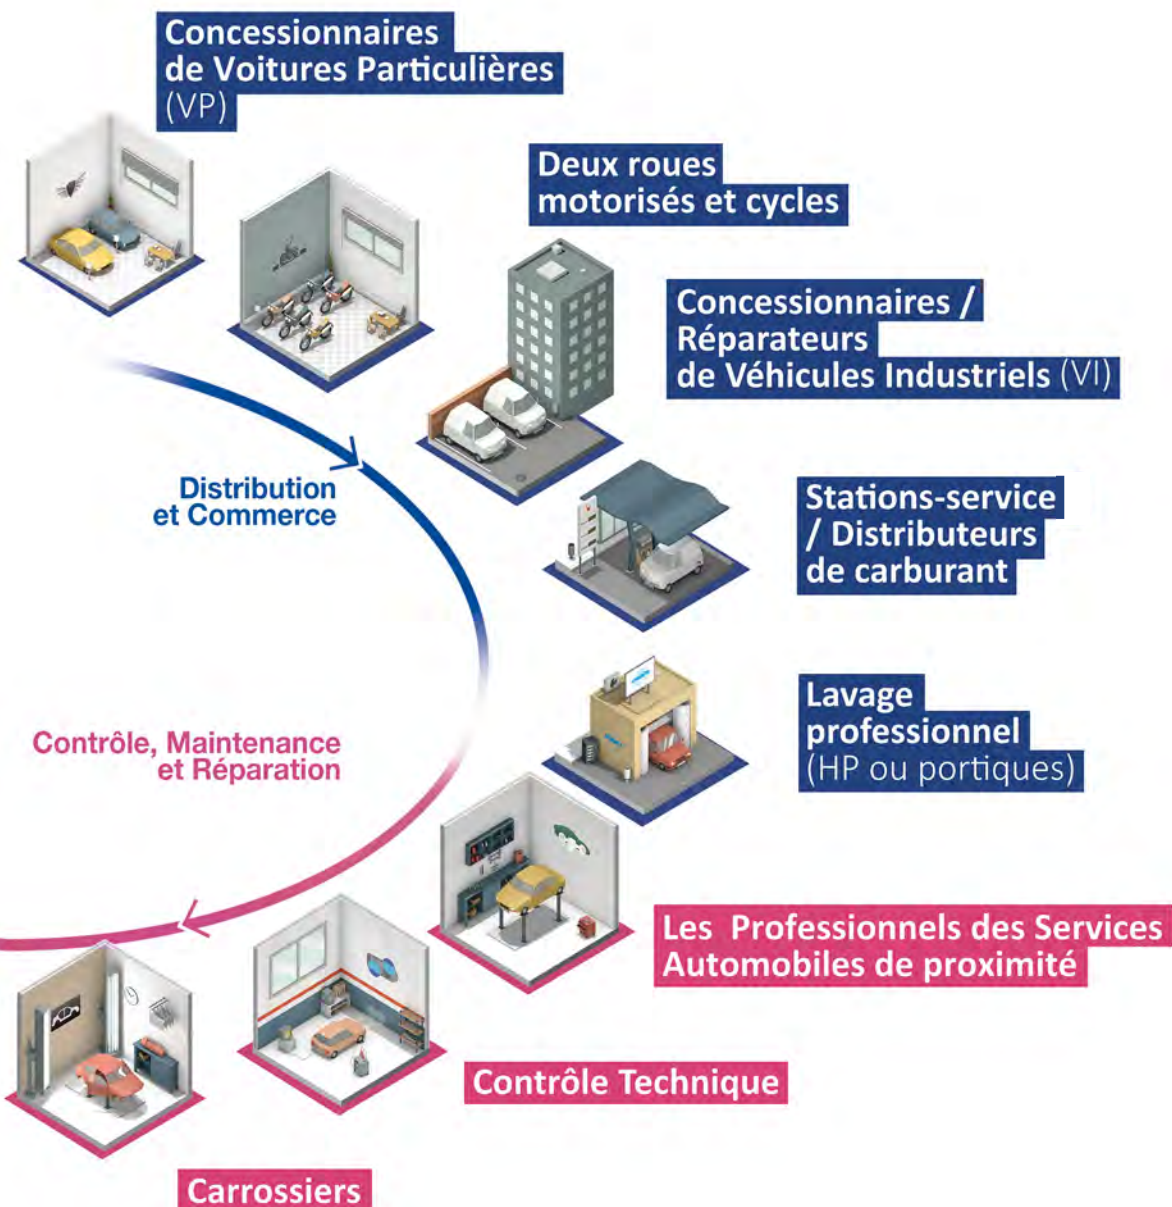 Concessionnaires
de Voitures Particulières
(VP)
Deux roues
motorisés et cycles
Concessionnaires /
Réparateurs
de Véhicules Industriels (VI)
Distribution
et Commerce
Stations-service
/ Distributeurs
de carburant
Lavage
professionnel
(HP ou portiques)
Contrôle, Maintenance
et Réparation
Les Professionnels des Services
Automobiles de proximité
Contrôle Technique
Carrossiers